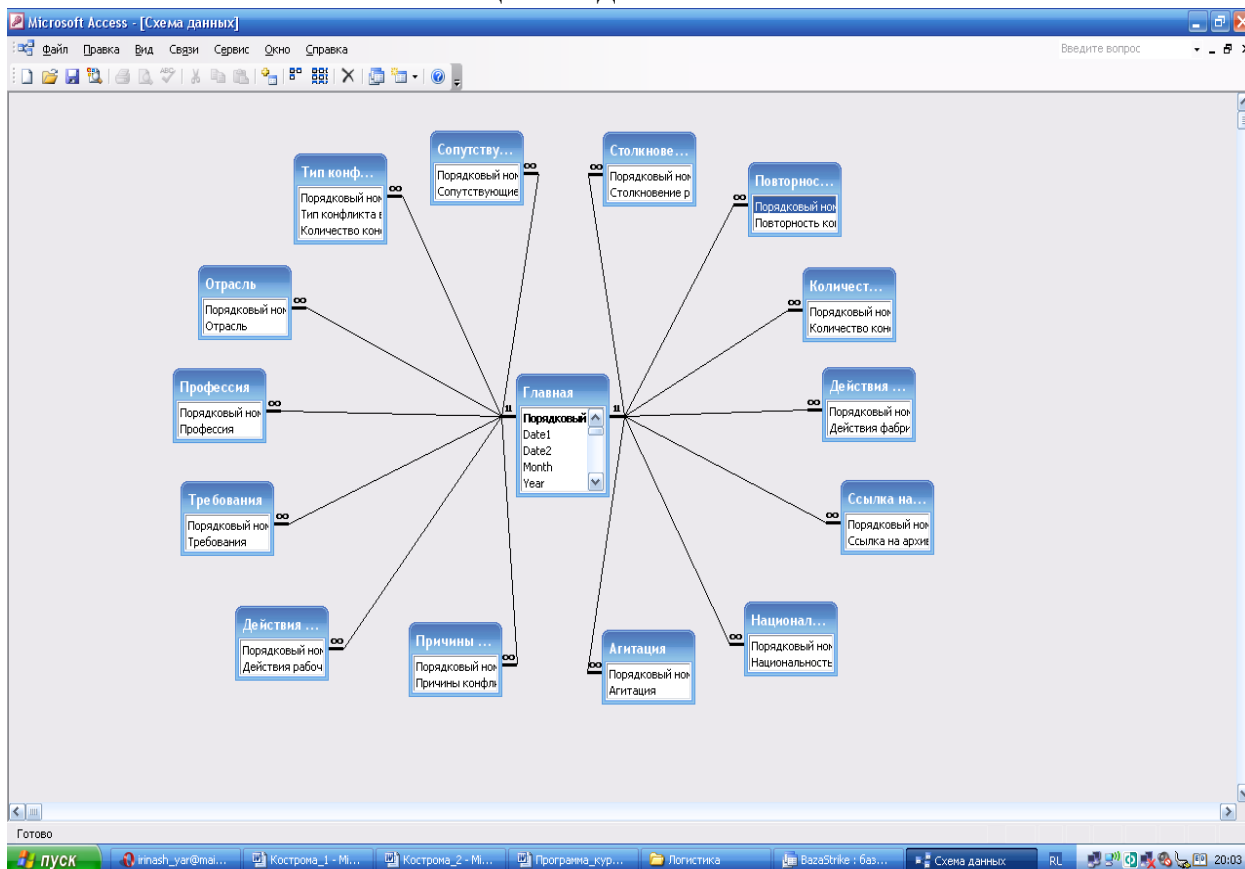 Microsoft Access - [Схема данных]
Файл Правка Вид Связи Сервис Окно Справка
Введите вопрос
Сопутству...
Порядковый ном
Сопутствующие
Столкнове...
Порядковый ном
Столкновение р
Тип конф...
Порядковый ном
Тип конфликта в
Количество кон
Повторнос...
Порядковый ном
Повторность ко
Отрасль
Порядковый ном
Отрасль
Количест...
Порядковый ном
Количество кон
Профессия
Порядковый ном
Профессия
Главная
Порядковый
Date1
Date2
Month
Year
Действия ...
Порядковый ном
Действия фабри
Требования
Порядковый ном
Требования
Ссылка на...
Порядковый ном
Ссылка на архив
Действия ...
Порядковый ном
Действия рабоч
Причины ...
Порядковый ном
Причины конфл
Агитация
Порядковый ном
Агитация
Национал...
Порядковый ном
Национальность
∞ ∞ ∞ ∞ ∞ ∞ ∞ ∞ ∞ ∞ ∞ ∞ ∞ ∞
Готово
пуск irinash_yar@mai... Кострома_1 - Mi... Кострома_2 - Mi... Программа_кур... Логистика BazaStrike : баз... Схема данных RL 20:03